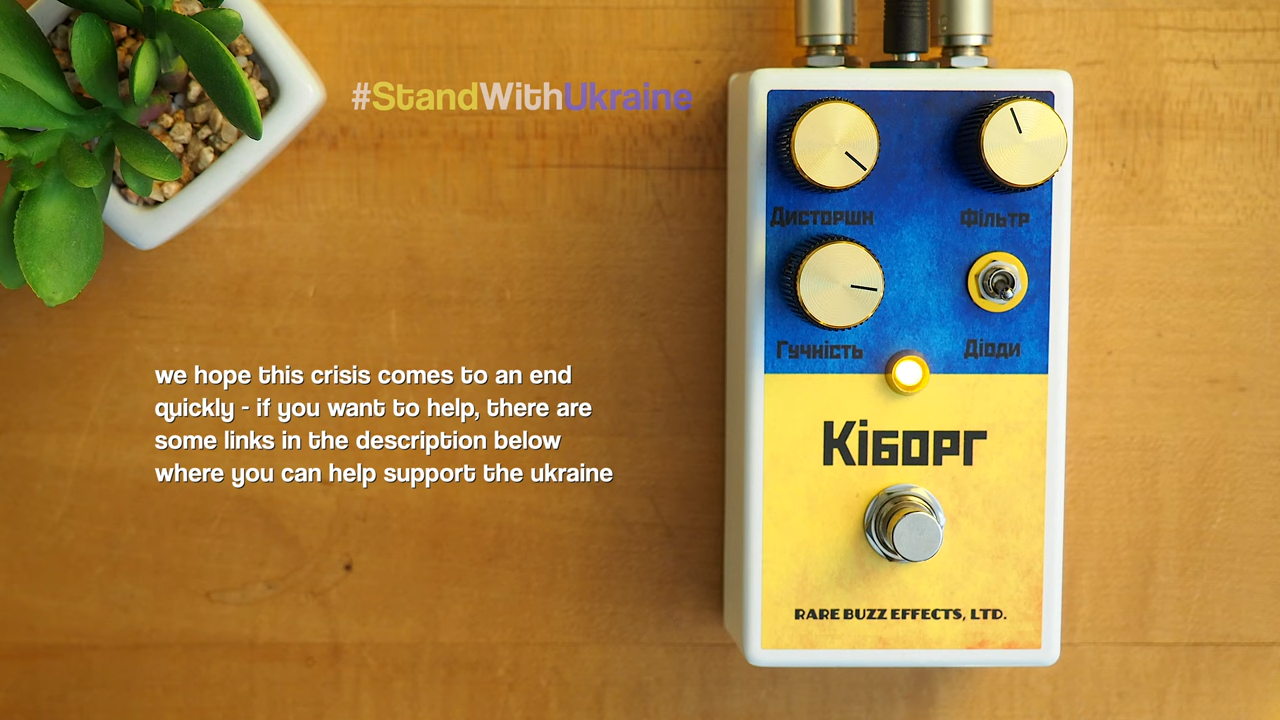 #StandWithUkraine
Дисторшн
Фільтр
Гучність
Діоди
we hope this crisis comes to an end
quickly - if you want to help, there are
some links in the description below
where you can help support the ukraine
Кіборг
RARE BUZZ EFFECTS, LTD.